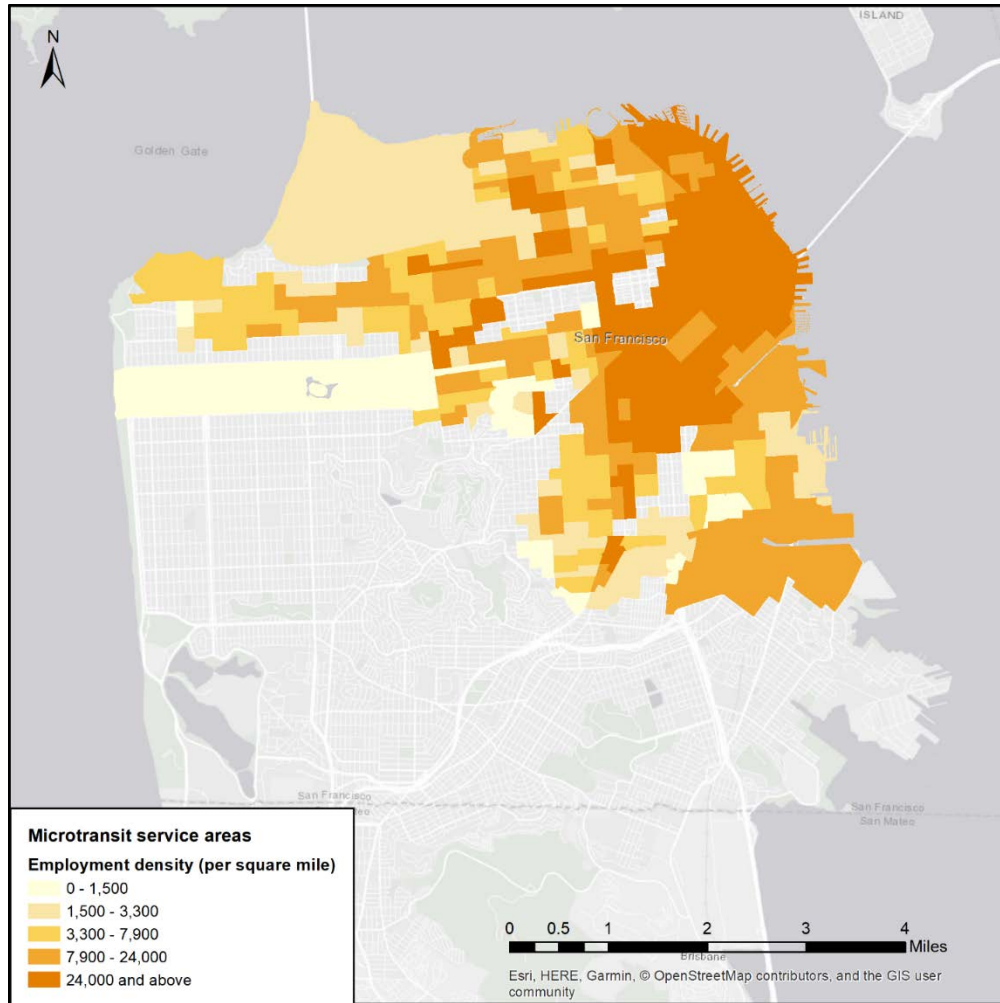 ISLAND
N
Golden Gate
San Francisco
San Francisco
San Francisco
San Mateo
Microtransit service areas
Employment density (per square mile)
0 - 1,500
1,500 - 3,300
3,300 - 7,900
7,900 - 24,000
24,000 and above
0 0.5 1 2 3 4
Miles
Brisbane
Esri, HERE, Garmin, © OpenStreetMap contributors, and the GIS user
community